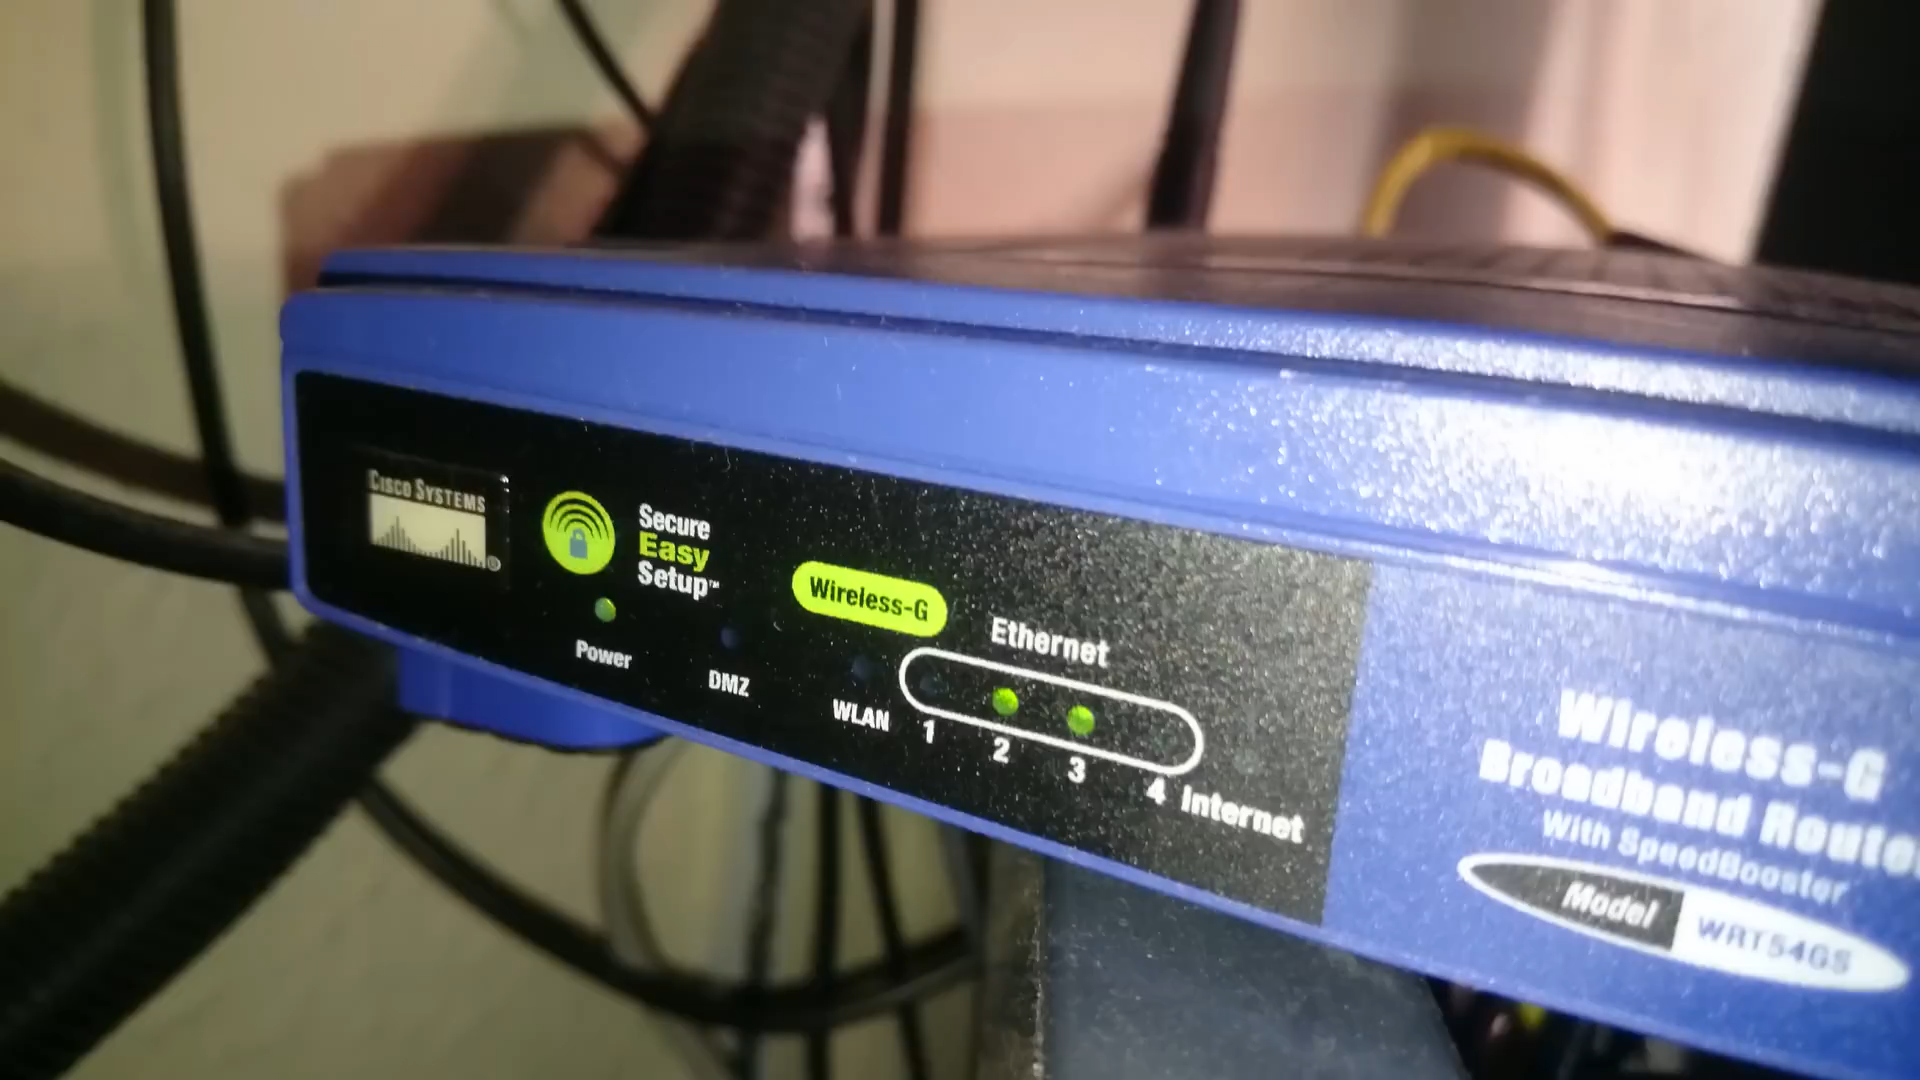 CISCO SYSTEMS
®
Secure
Easy
Setup™
Wireless-G
Ethernet
Power
DMZ
WLAN
1
2
3
4
Internet
Wireless-G
Broadband Route
With SpeedBooster
Model WRT54GS